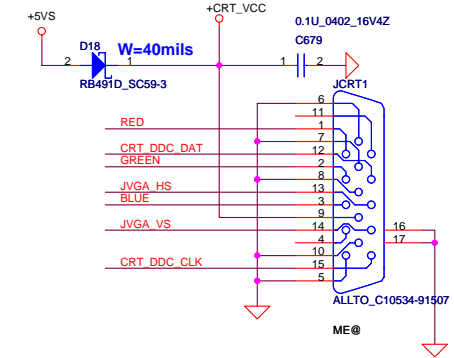 +CRT_VCC
+5VS
0.1U_0402_16V4Z
D18
W=40mils
C679
2
1
1
2
RB491D_SC59-3
JCRT1
6
11
RED
1
7
CRT_DDC_DAT
12
GREEN
2
8
JVGA_HS
13
BLUE
3
9
JVGA_VS
14
16
4
17
10
CRT_DDC_CLK
15
5
ALLTO_C10534-91507
ME@